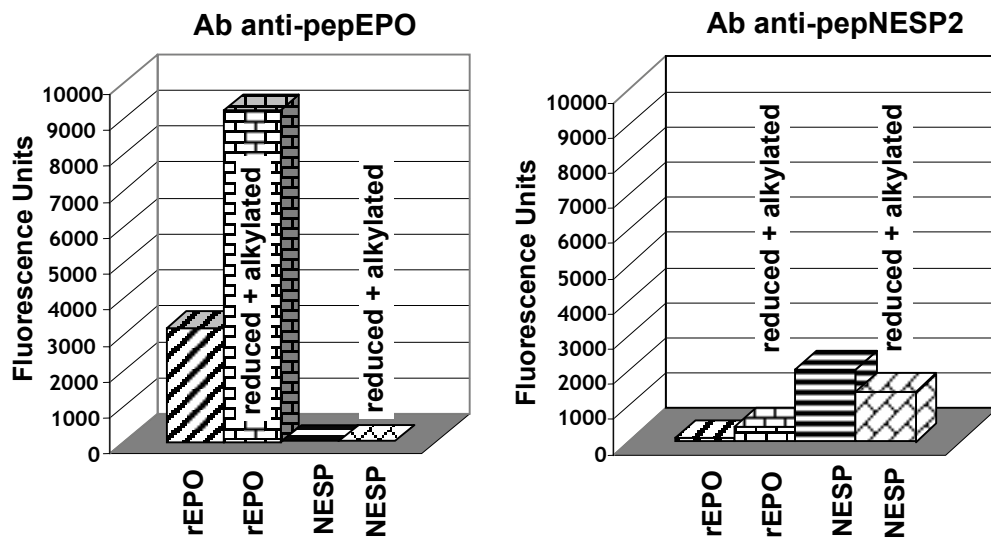 Ab anti-pepEPO
Fluorescence Units
10000
9000
8000
7000
6000
5000
4000
3000
2000
1000
0
reduced + alkylated
reduced + alkylated
rEPO
rEPO
NESP
NESP
Ab anti-pepNESP2
Fluorescence Units
10000
9000
8000
7000
6000
5000
4000
3000
2000
1000
0
reduced + alkylated
reduced + alkylated
rEPO
rEPO
NESP
NESP